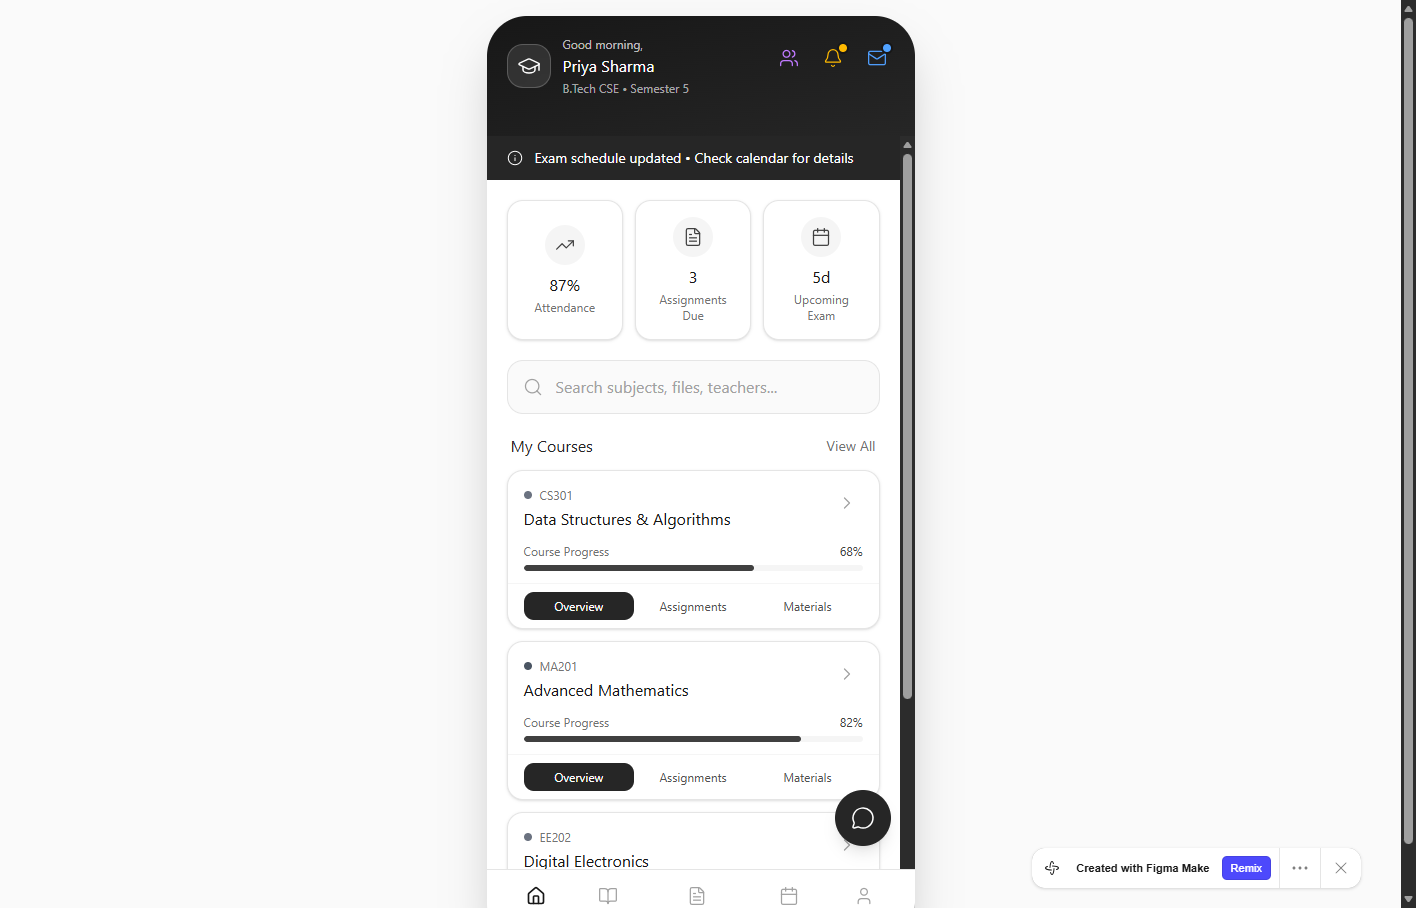 Good morning,
Priya Sharma
B.Tech CSE • Semester 5
Exam schedule updated • Check calendar for details
87%
Attendance
3
Assignments
Due
5d
Upcoming
Exam
Search subjects, files, teachers...
My Courses
View All
CS301
Data Structures & Algorithms
Course Progress
68%
Overview
Assignments
Materials
MA201
Advanced Mathematics
Course Progress
82%
Overview
Assignments
Materials
EE202
Digital Electronics
Created with Figma Make
Remix